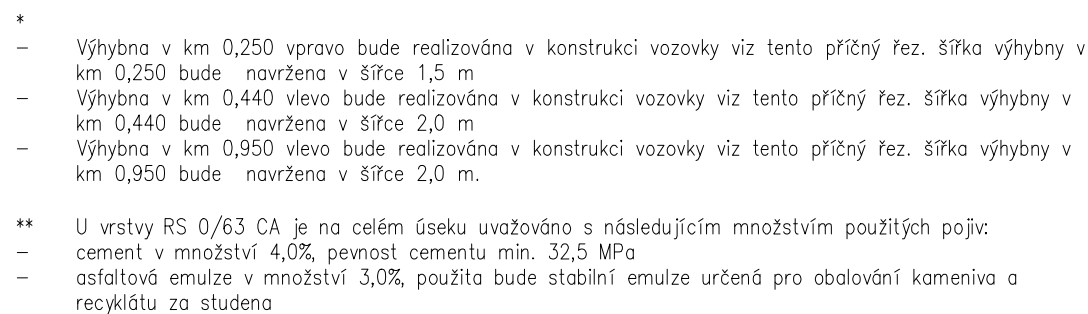 *
– Výhybna v km 0,250 vpravo bude realizována v konstrukci vozovky viz tento příčný řez. šířka výhybny v
km 0,250 bude navržena v šířce 1,5 m
– Výhybna v km 0,440 vlevo bude realizována v konstrukci vozovky viz tento příčný řez. šířka výhybny v
km 0,440 bude navržena v šířce 2,0 m
– Výhybna v km 0,950 vlevo bude realizována v konstrukci vozovky viz tento příčný řez. šířka výhybny v
km 0,950 bude navržena v šířce 2,0 m.
** U vrstvy RS 0/63 CA je na celém úseku uvažováno s následujícím množstvím použitých pojiv:
– cement v množství 4,0%, pevnost cementu min. 32,5 MPa
– asfaltová emulze v množství 3,0%, použita bude stabilní emulze určená pro obalování kameniva a
recyklátu za studena